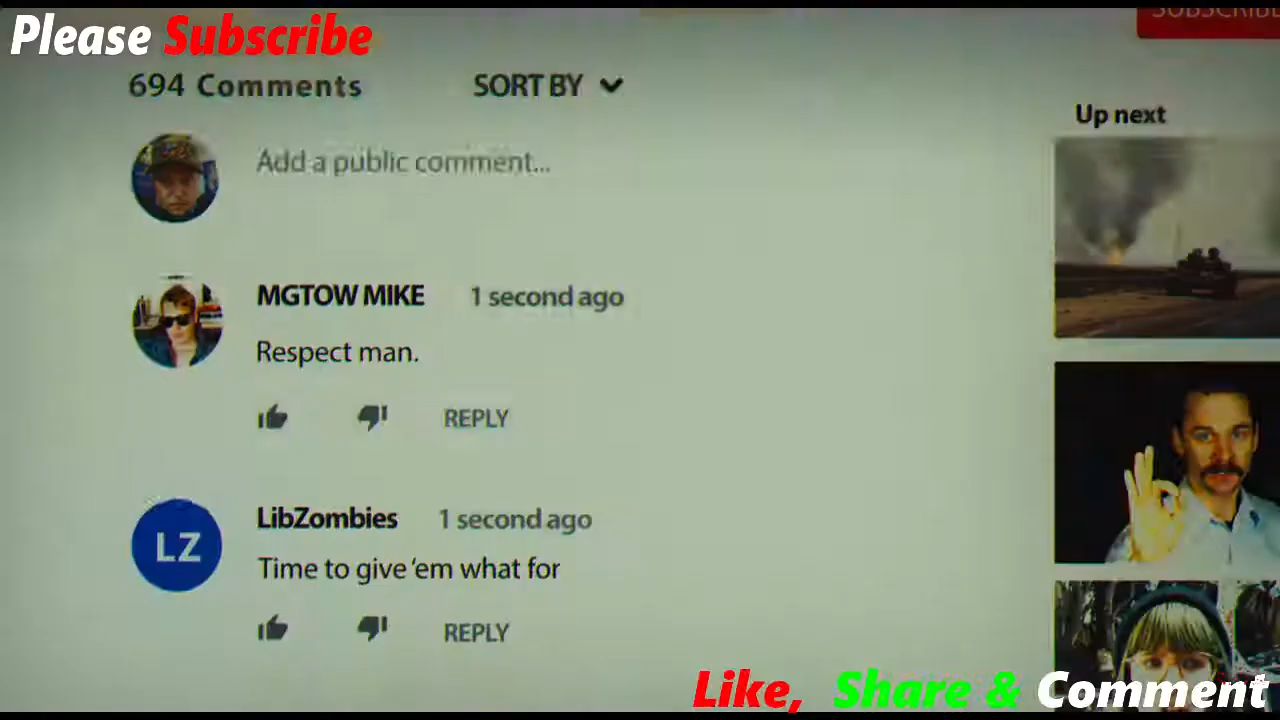 Please Subscribe
SUBSCRIBE
694 Comments SORT BY
Up next
Add a public comment...
MGTOW MIKE 1 second ago
Respect man.
REPLY
LibZombies 1 second ago
LZ
Time to give 'em what for
REPLY
Like, Share & Comment